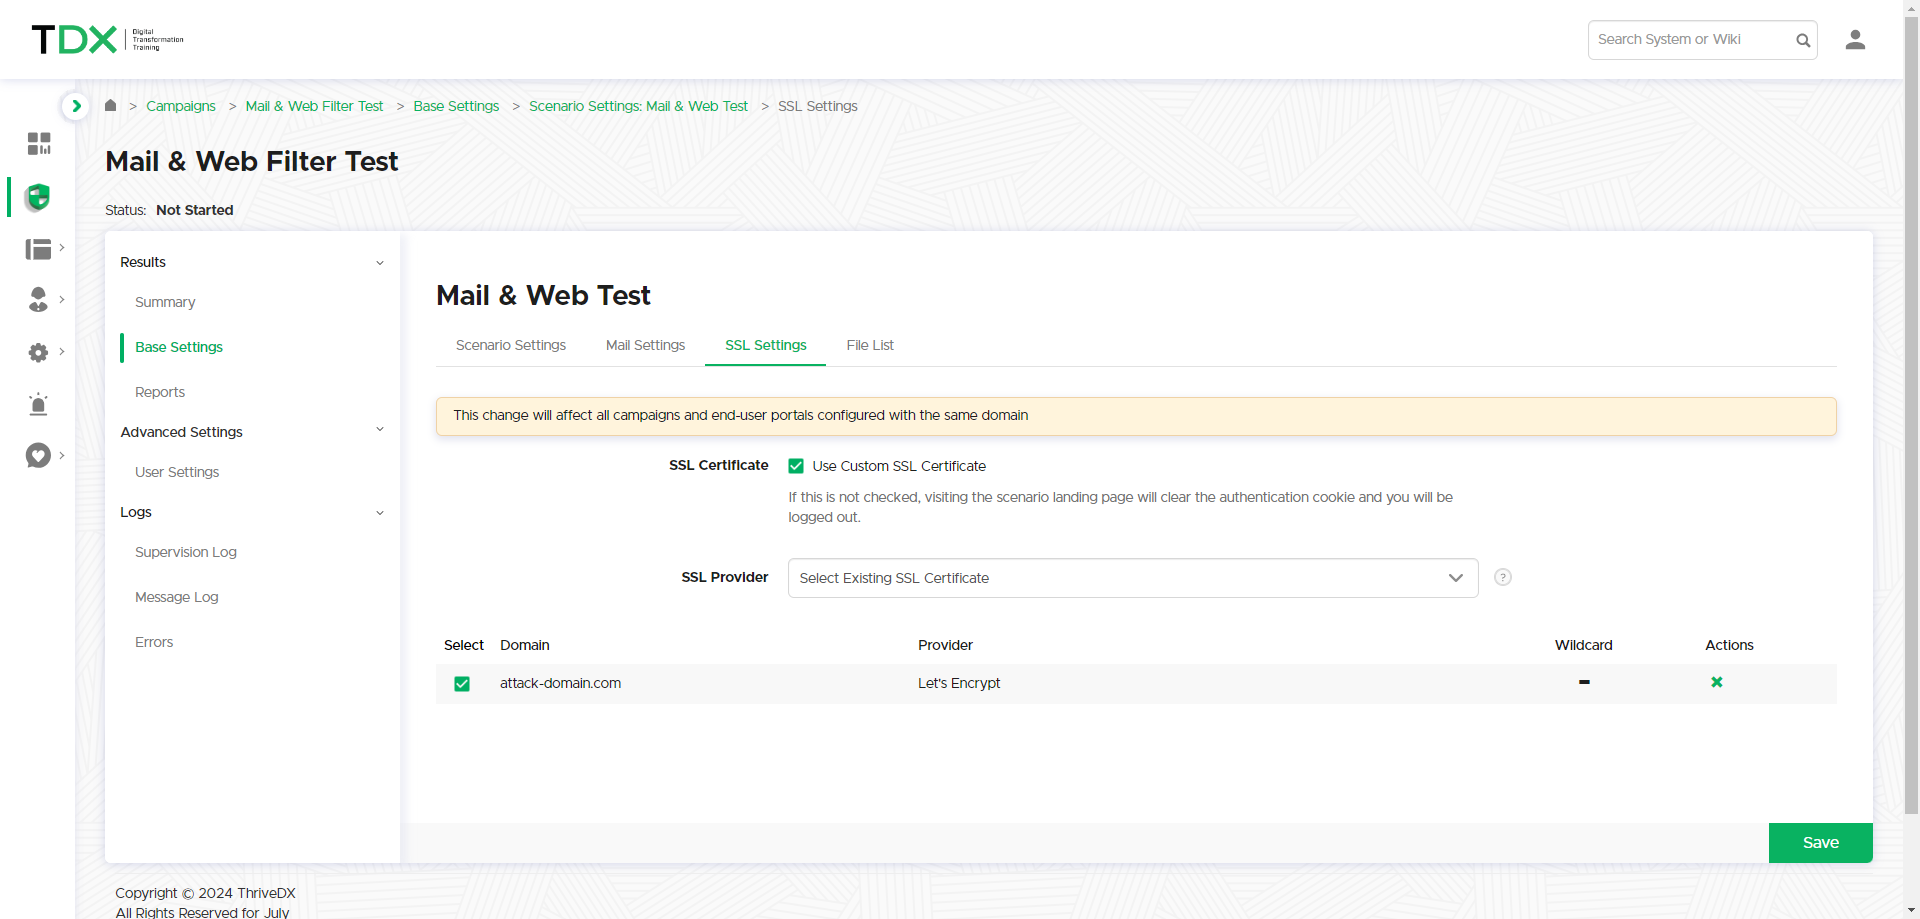 TDX
Digital
Transformation
Training
Search System or Wiki
> Campaigns > Mail & Web Filter Test > Base Settings > Scenario Settings: Mail & Web Test > SSL Settings
Mail & Web Filter Test
Status: Not Started
Results
Summary
Base Settings
Reports
Advanced Settings
User Settings
Logs
Supervision Log
Message Log
Errors
Mail & Web Test
Scenario Settings Mail Settings SSL Settings File List
This change will affect all campaigns and end-user portals configured with the same domain
SSL Certificate Use Custom SSL Certificate
If this is not checked, visiting the scenario landing page will clear the authentication cookie and you will be
logged out.
SSL Provider Select Existing SSL Certificate ?
Select Domain Provider Wildcard Actions
attack-domain.com Let's Encrypt
Save
Copyright © 2024 ThriveDX
All Rights Reserved for July